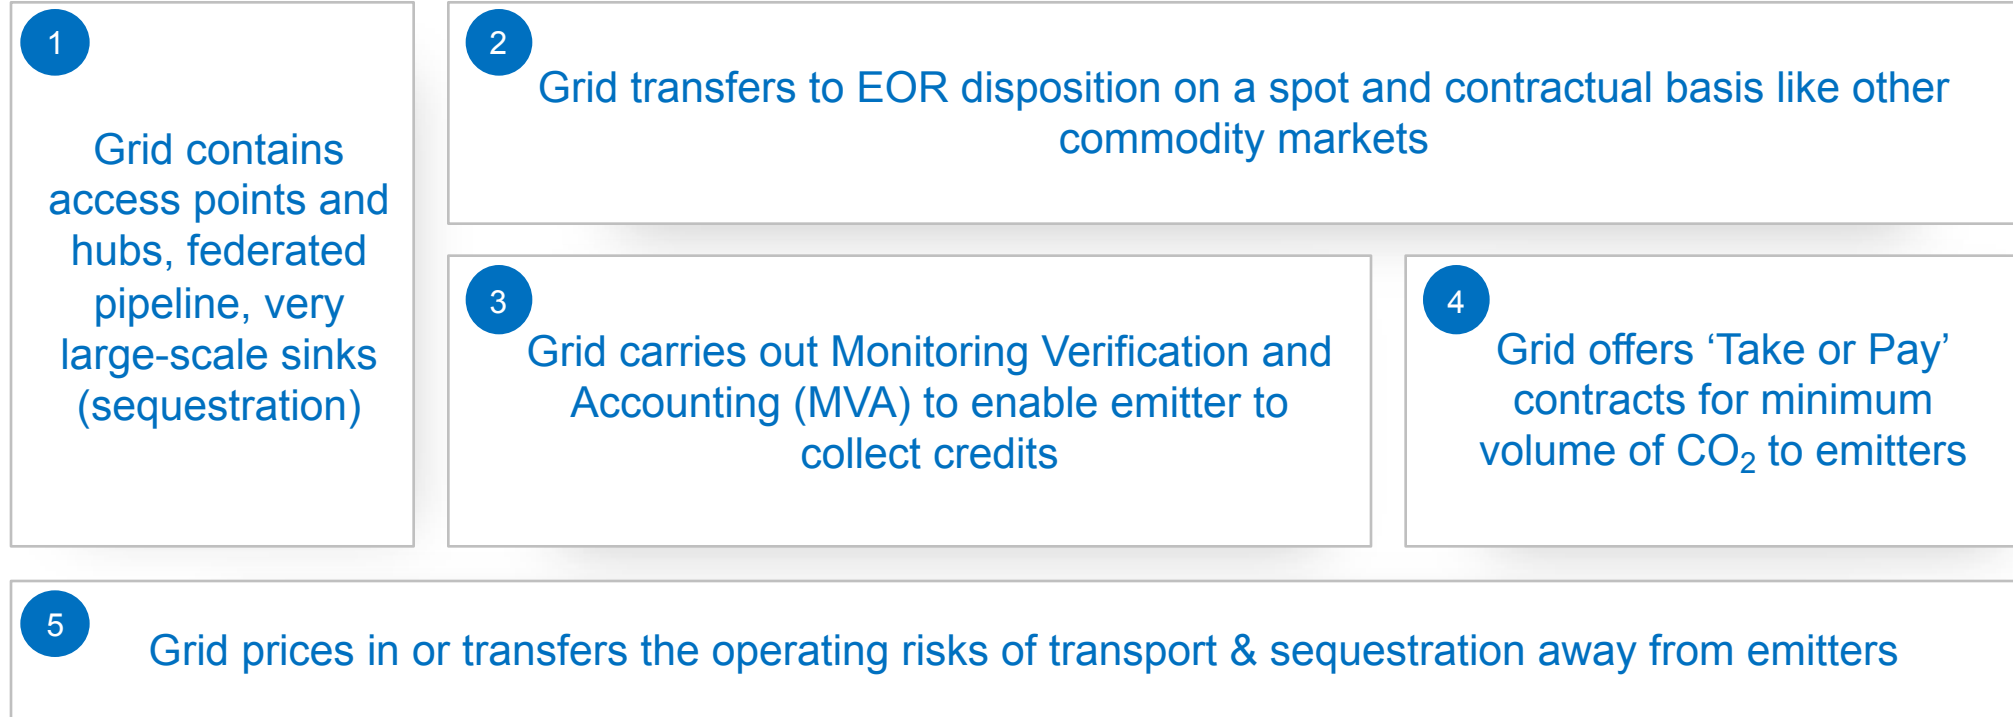 1
Grid contains
access points and
hubs, federated
pipeline, very
large-scale sinks
(sequestration)
2
Grid transfers to EOR disposition on a spot and contractual basis like other
commodity markets
3
Grid carries out Monitoring Verification and
Accounting (MVA) to enable emitter to
collect credits
4
Grid offers ‘Take or Pay’
contracts for minimum
volume of CO₂ to emitters
5
Grid prices in or transfers the operating risks of transport & sequestration away from emitters